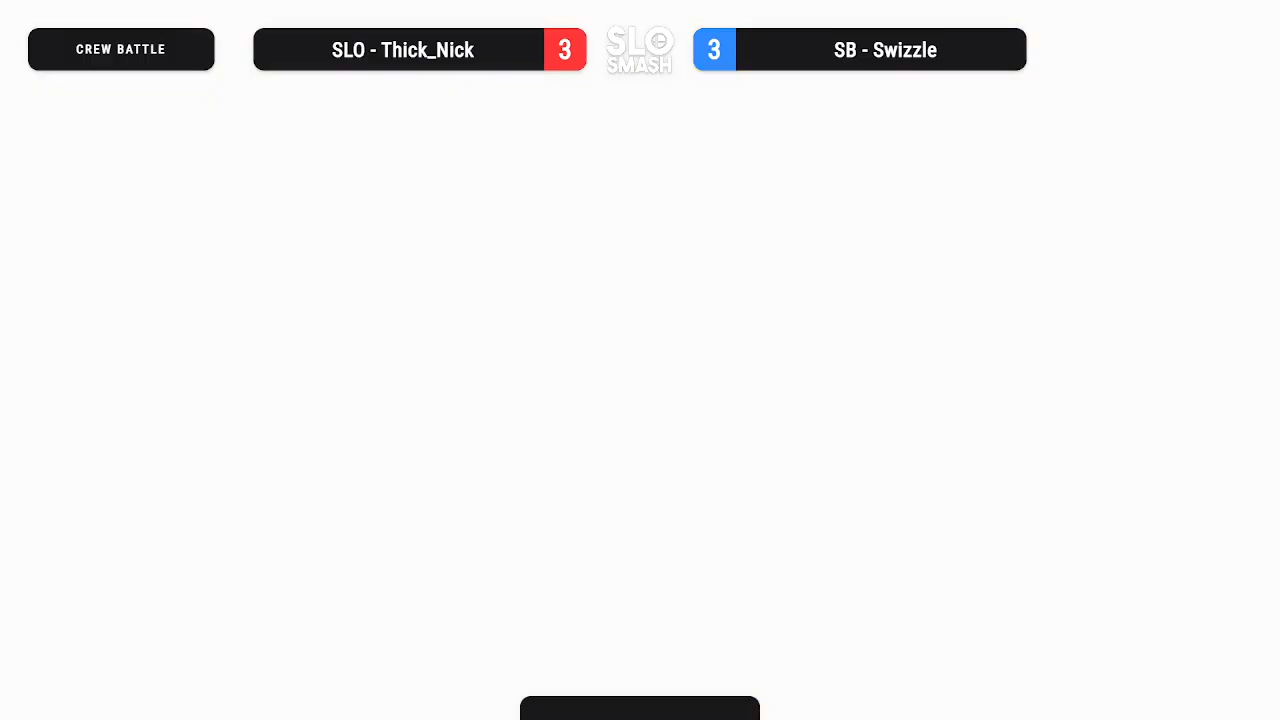 CREW BATTLE
SLO - Thick_Nick 3
SLO
SMASH
3 SB - Swizzle